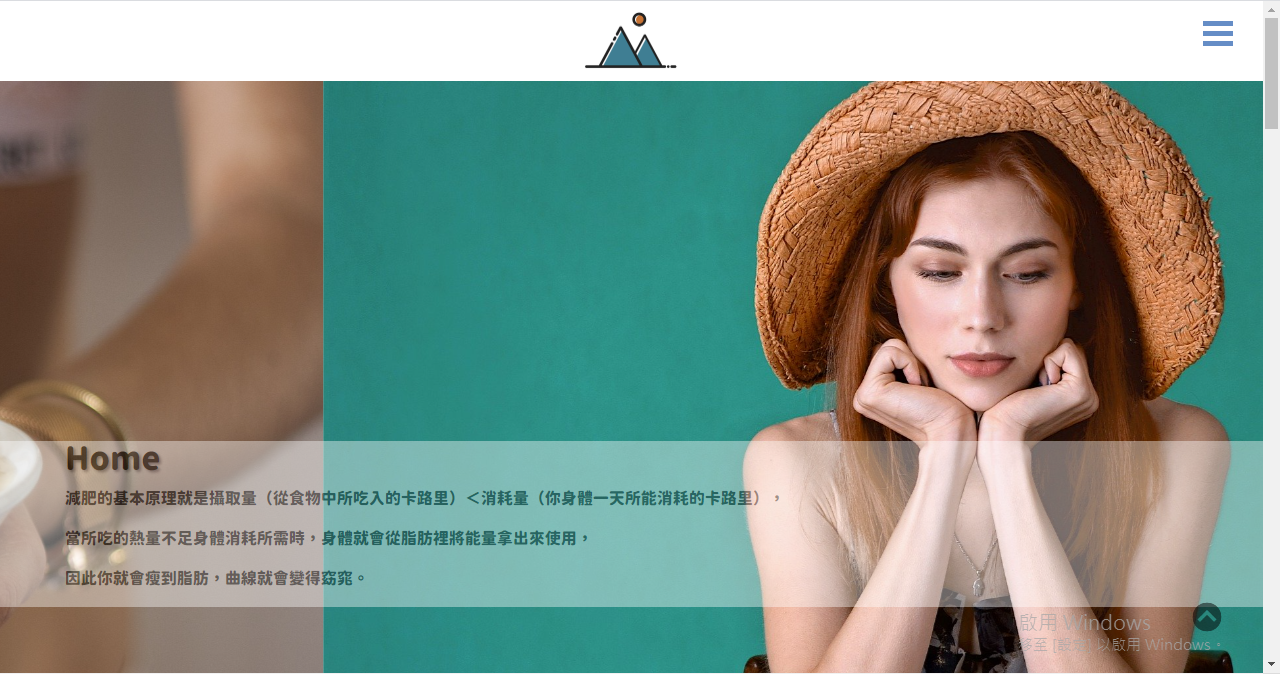 Home
減肥的基本原理就是攝取量（從食物中所吃入的卡路里）＜消耗量（你身體一天所能消耗的卡路里），
當所吃的熱量不足身體消耗所需時，身體就會從脂肪裡將能量拿出來使用，
因此你就會瘦到脂肪，曲線就會變得窈窕。
啟用 Windows
移至 [設定] 以啟用 Windows。